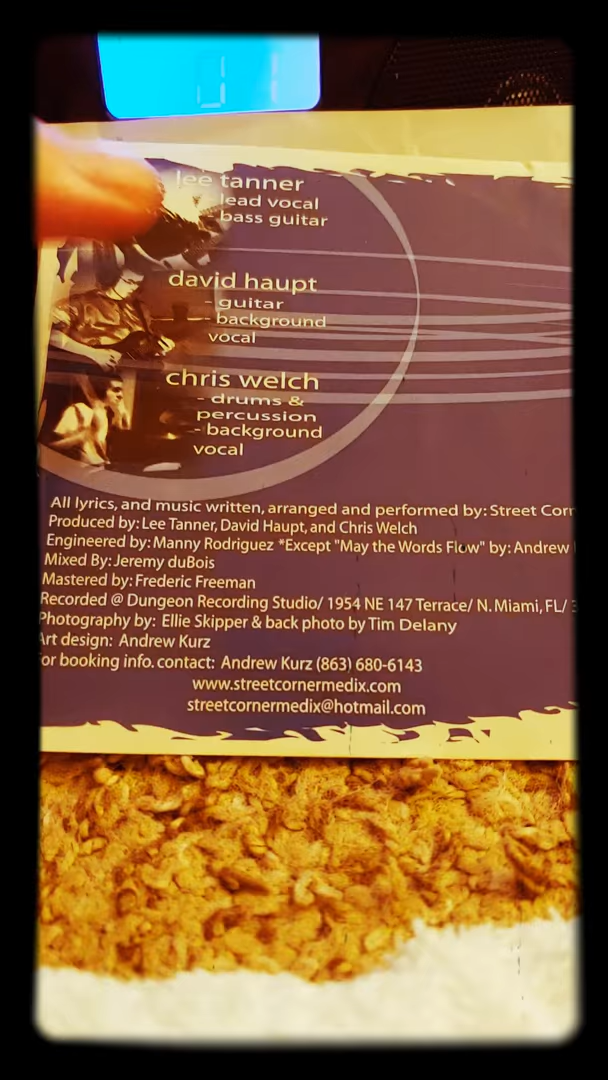 lee tanner
- lead vocal
- bass guitar
david haupt
- guitar
- background
vocal
chris welch
- drums &
percussion
- background
vocal
All lyrics, and music written, arranged and performed by: Street
Produced by: Lee Tanner, David Haupt, and Chris Welch
Engineered by: Manny Rodriguez *Except "May the Words Flow" by: Andrew
Mixed By: Jeremy duBois
Mastered by: Frederic Freeman
Recorded @ Dungeon Recording Studio/ 1954 NE 147 Terrace/ N. Miami, FL/
Photography by: Ellie Skipper & back photo by Tim Delany
Art design: Andrew Kurz
For booking info. contact: Andrew Kurz (863) 680-6143
www.streetcornermedix.com
streetcornermedix@hotmail.com